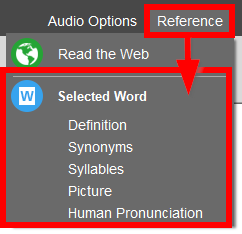 Audio Options Reference
Read the Web
W Selected Word
Definition
Synonyms
Syllables
Picture
Human Pronunciation